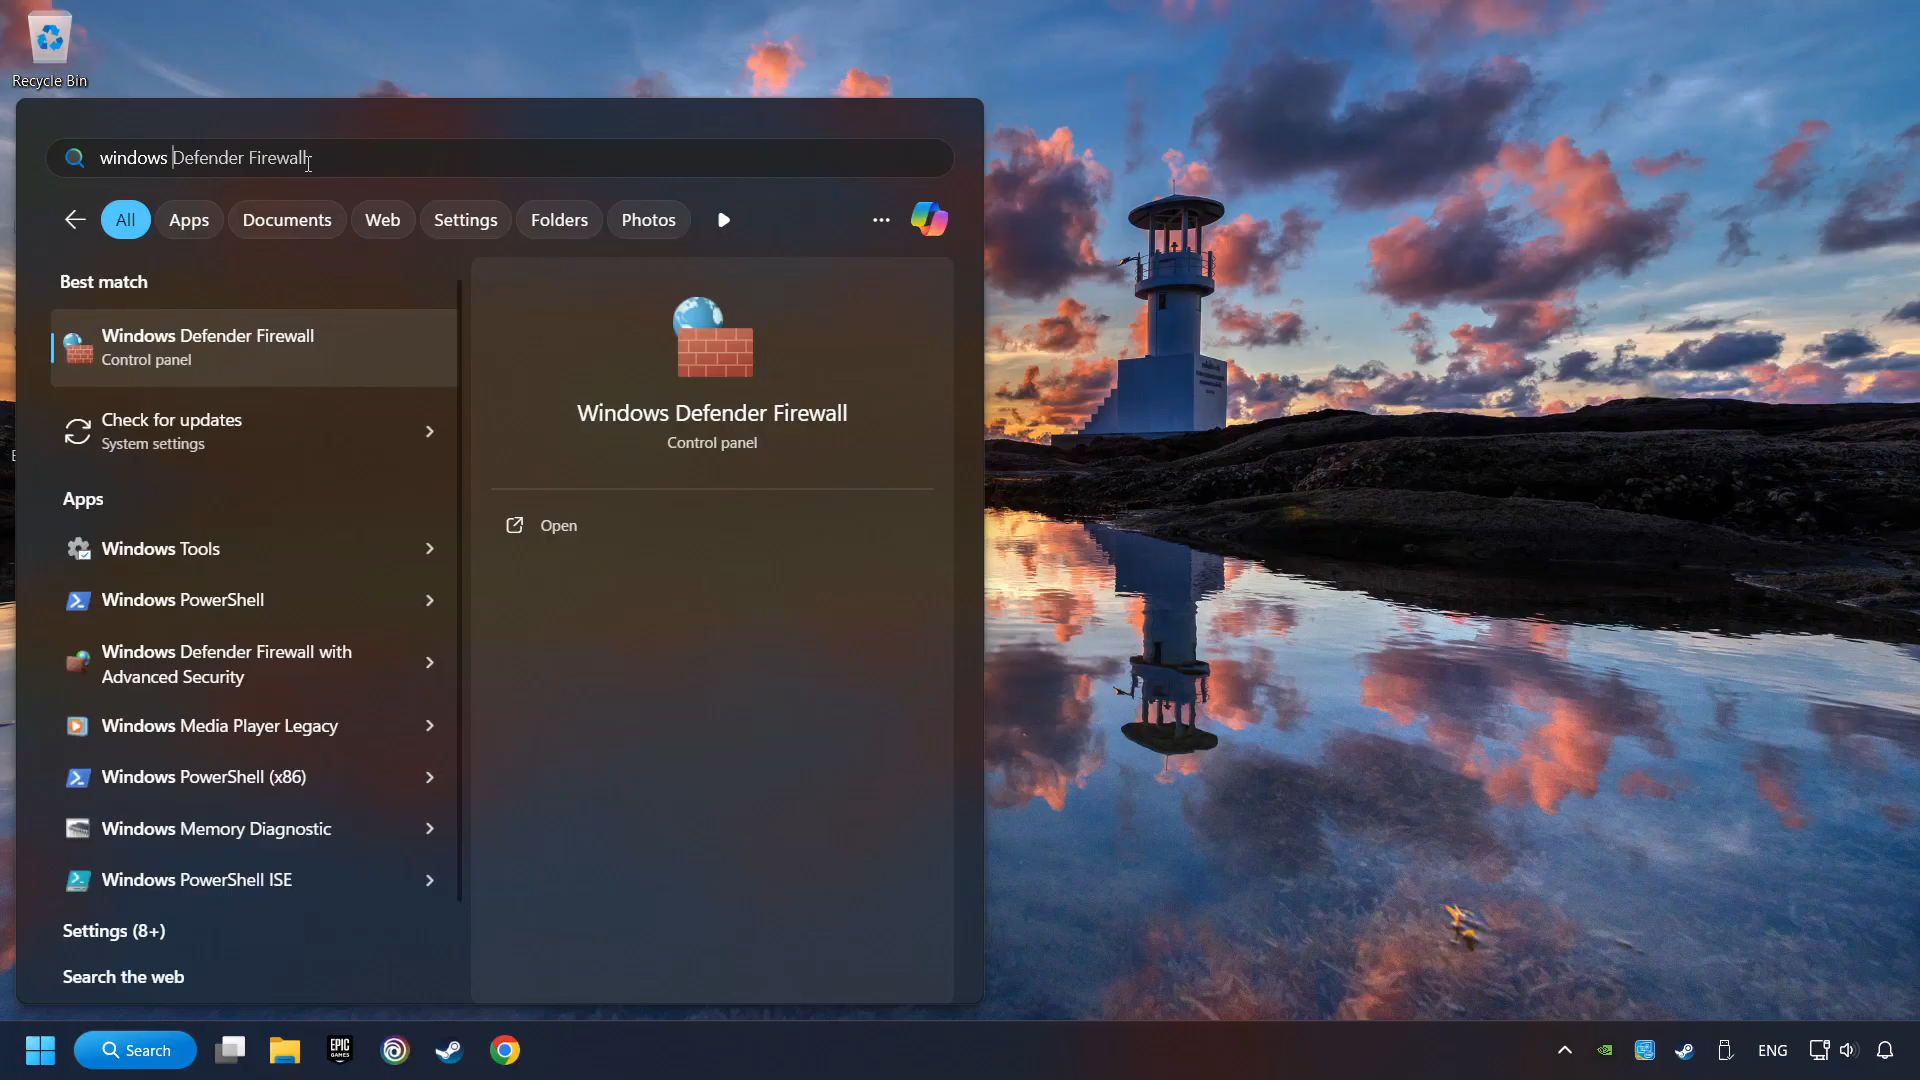 Recycle Bin
windows Defender Firewall
All
Apps
Documents
Web
Settings
Folders
Photos
Best match
Windows Defender Firewall
Control panel
Check for updates
System settings
Apps
Windows Tools
Windows PowerShell
Windows Defender Firewall with
Advanced Security
Windows Media Player Legacy
Windows PowerShell (x86)
Windows Memory Diagnostic
Windows PowerShell ISE
Settings (8+)
Search the web
Windows Defender Firewall
Control panel
Open
Search
EPIC
GAMES
ENG